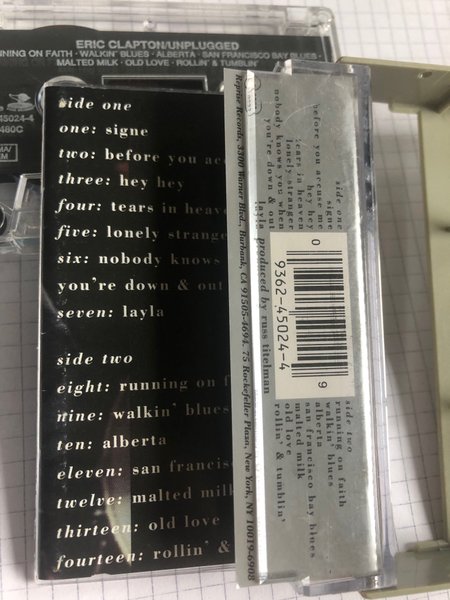 ERIC CLAPTON/UNPLUGGED
NNING ON FAITH · WALKIN' BLUES · ALBERTA · SAN FRANCISCO BAY BLUES ·
MALTED MILK · OLD LOVE · ROLLIN' & TUMBLIN'
45024-4
480C
side one
one: signe
two: before you acc
three: hey hey
four: tears in heave
five: lonely strange
six: nobody knows
you're down & out
seven: layla
side two
eight: running on f
nine: walkin' blues
ten: alberta
eleven: san francisc
twelve: malted milk
thirteen: old love
fourteen: rollin' &
Reprise Records, 3300 Warner Blvd., Burbank, CA 91505-4694. 75 Rockefeller Plaza, New York, NY 10019-6908
side one
signe
before you accuse me
hey hey
tears in heaven
lonely stranger
nobody knows you when
you're down & out
layla
produced by russ titelman
0
9362-45024-4
9
side two
running on faith
walkin' blues
alberta
san francisco bay blues
malted milk
old love
rollin' & tumblin'